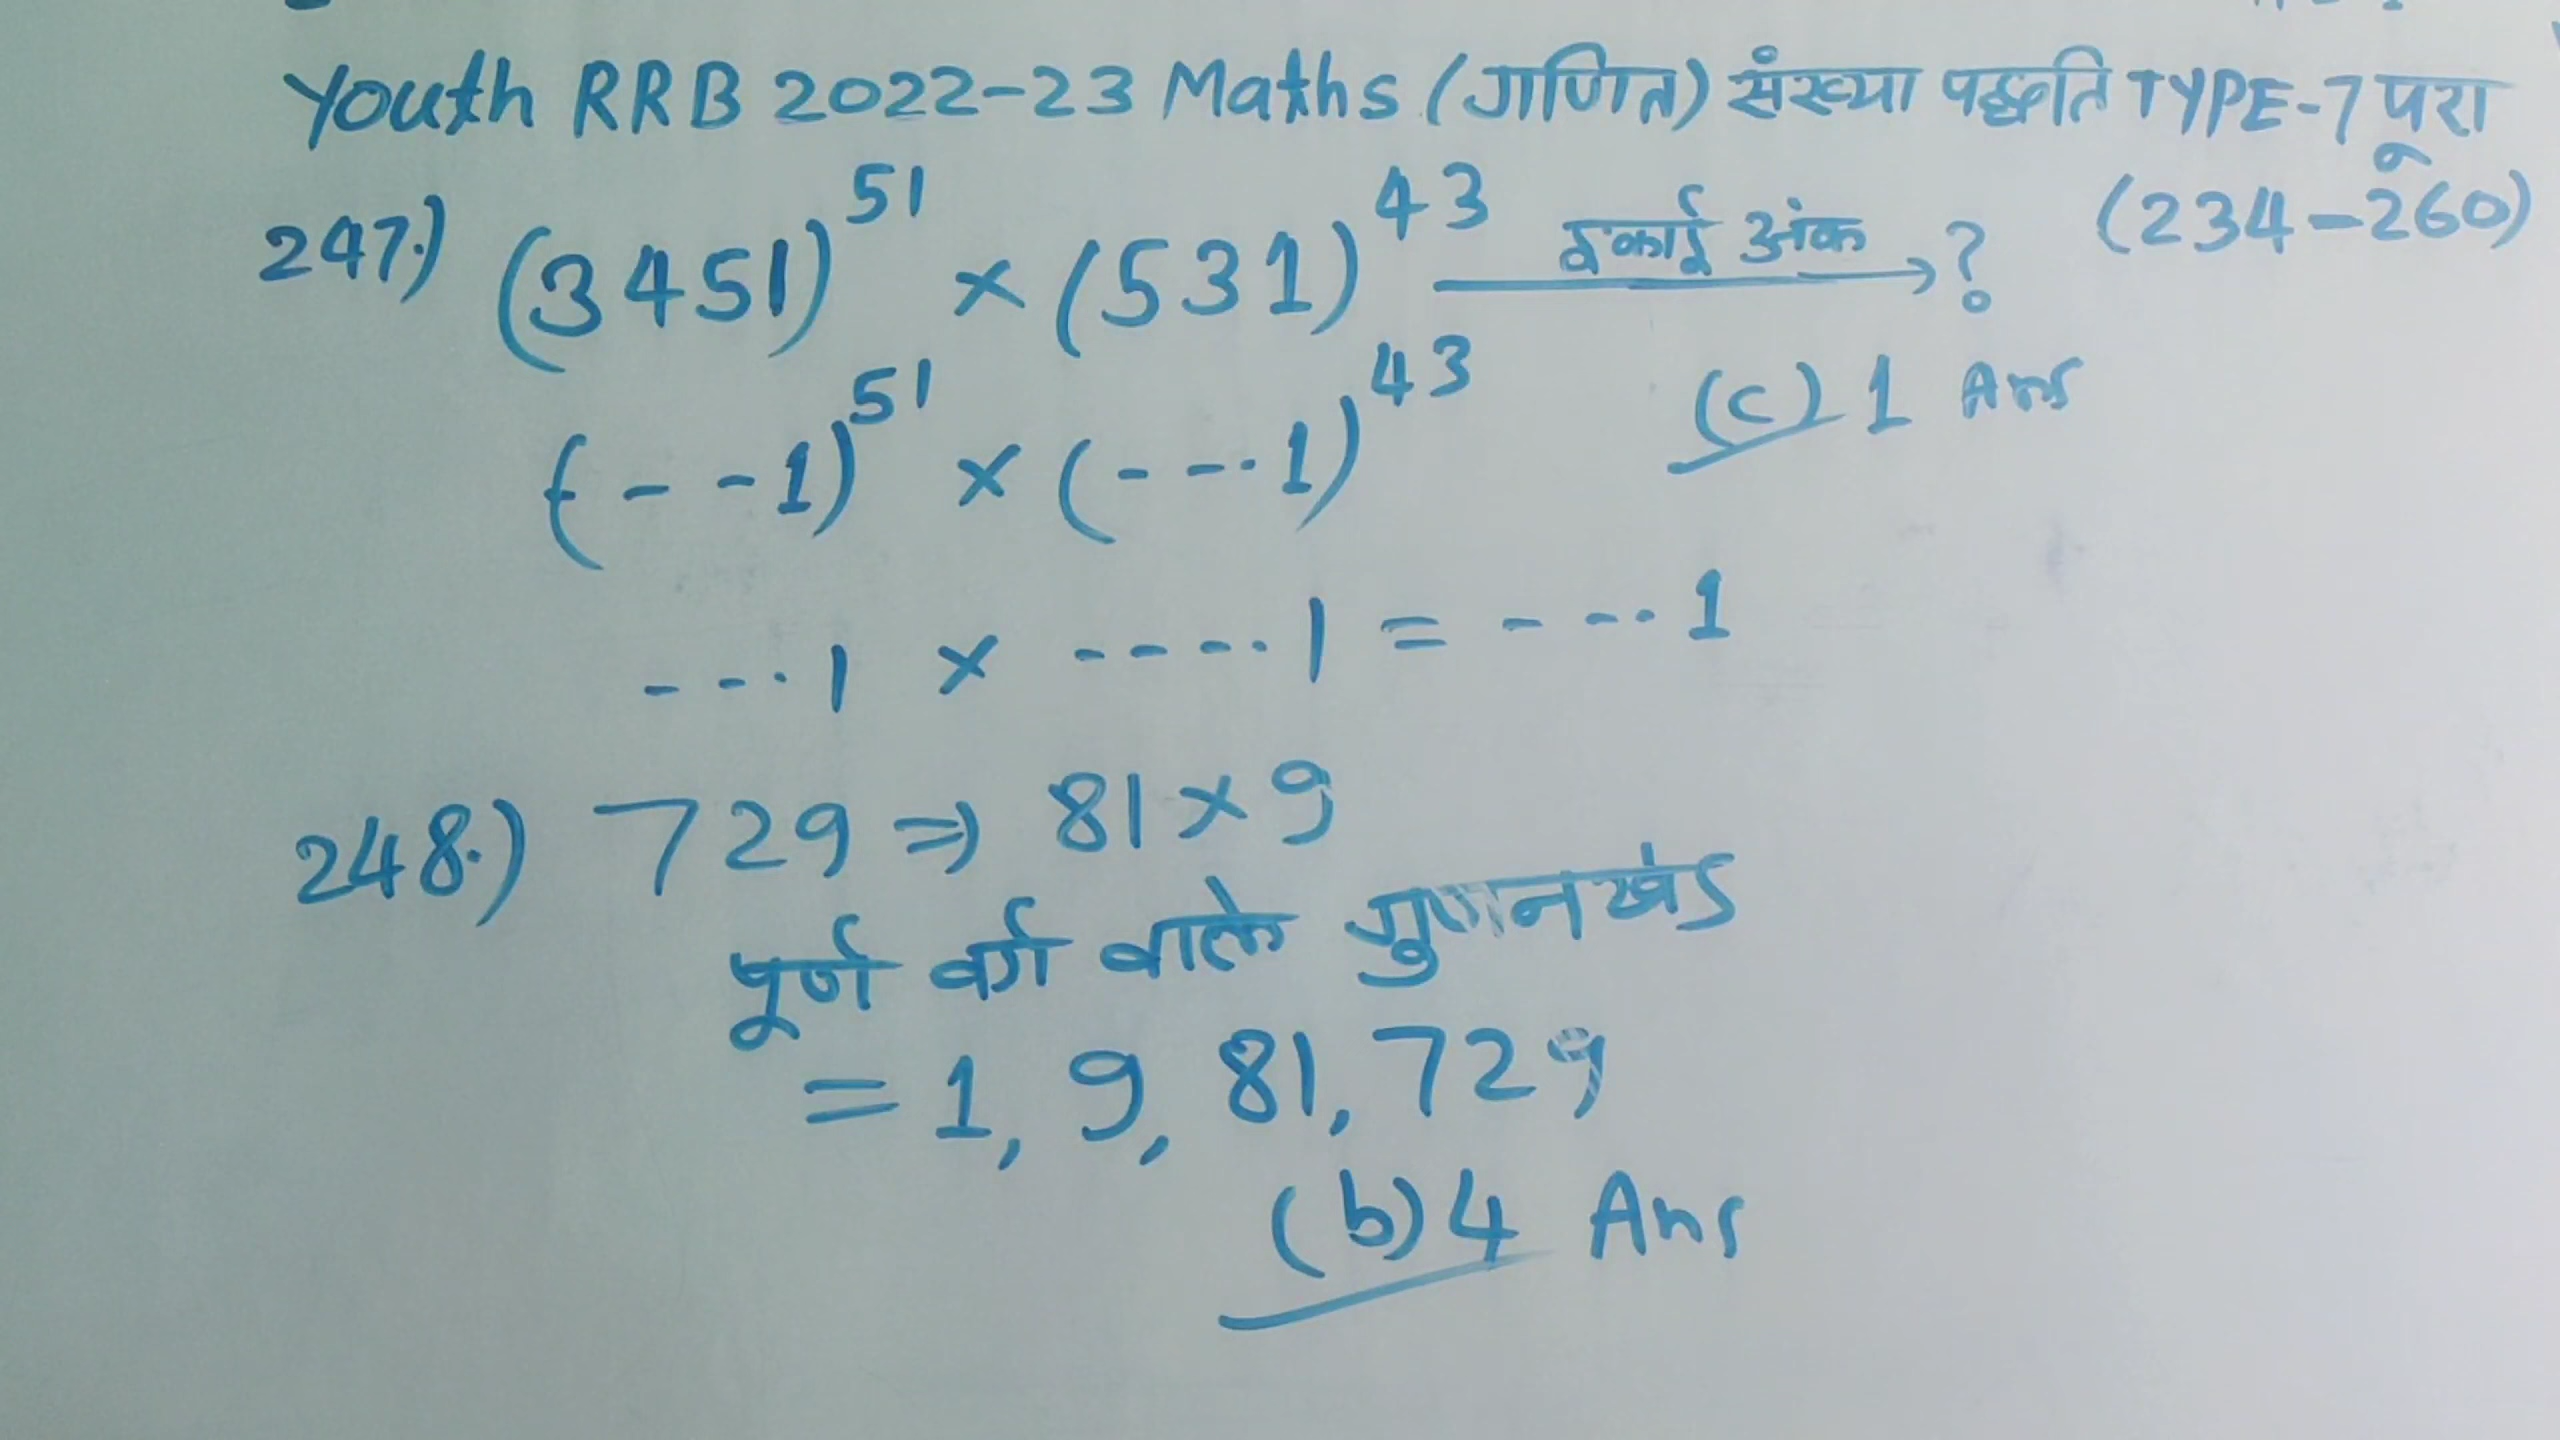 Youth RRB 2022-23 Maths (गणित) संख्या पद्धति TYPE-7 पूरा
(234-260)
247.) (3451)^51 × (531)^43 इकाई अंक → ?
(c) 1 Ans
(- - -1)^51 × (- - -·1)^43
- - -·1 × - - - -·1 = - - -·1
248.) 729 ⇒ 81×9
पूर्ण वर्ग वाले गुणनखंड
= 1, 9, 81, 729
(b) 4 Ans